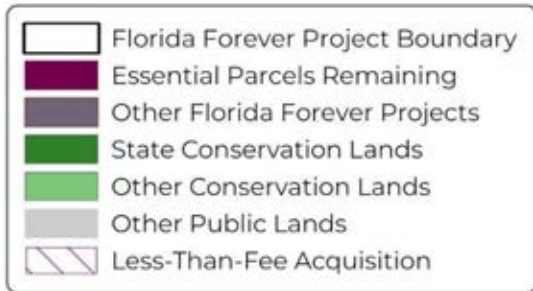 Florida Forever Project Boundary
Essential Parcels Remaining
Other Florida Forever Projects
State Conservation Lands
Other Conservation Lands
Other Public Lands
Less-Than-Fee Acquisition